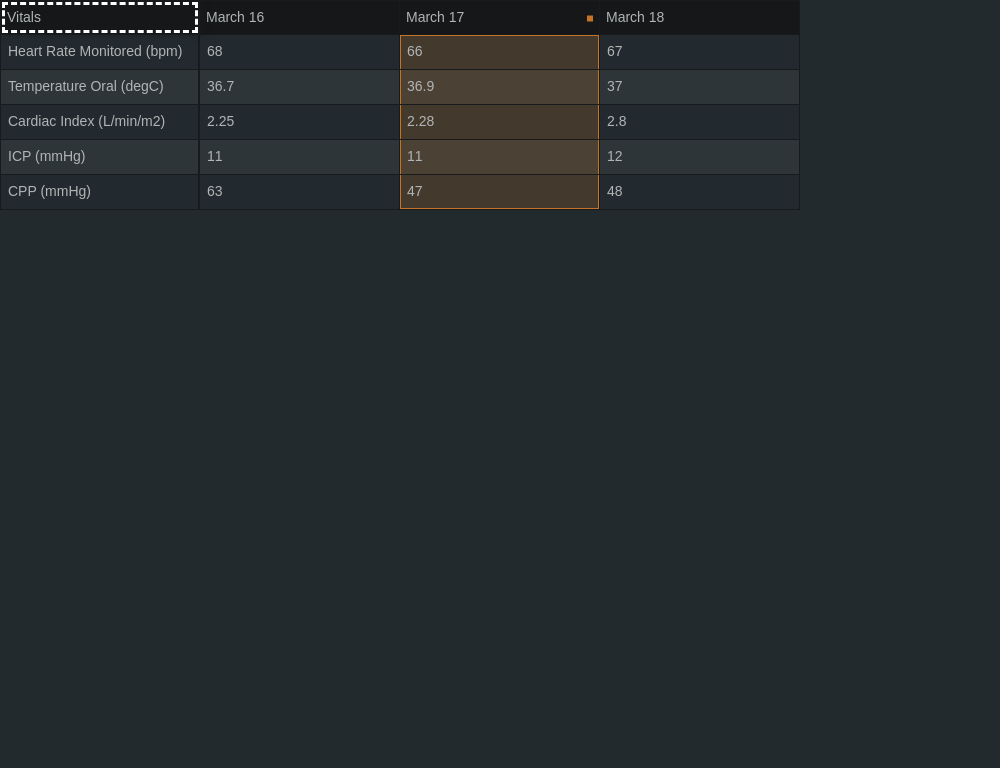 Vitals March 16 March 17 March 18
Heart Rate Monitored (bpm) 68 66 67
Temperature Oral (degC) 36.7 36.9 37
Cardiac Index (L/min/m2) 2.25 2.28 2.8
ICP (mmHg) 11 11 12
CPP (mmHg) 63 47 48